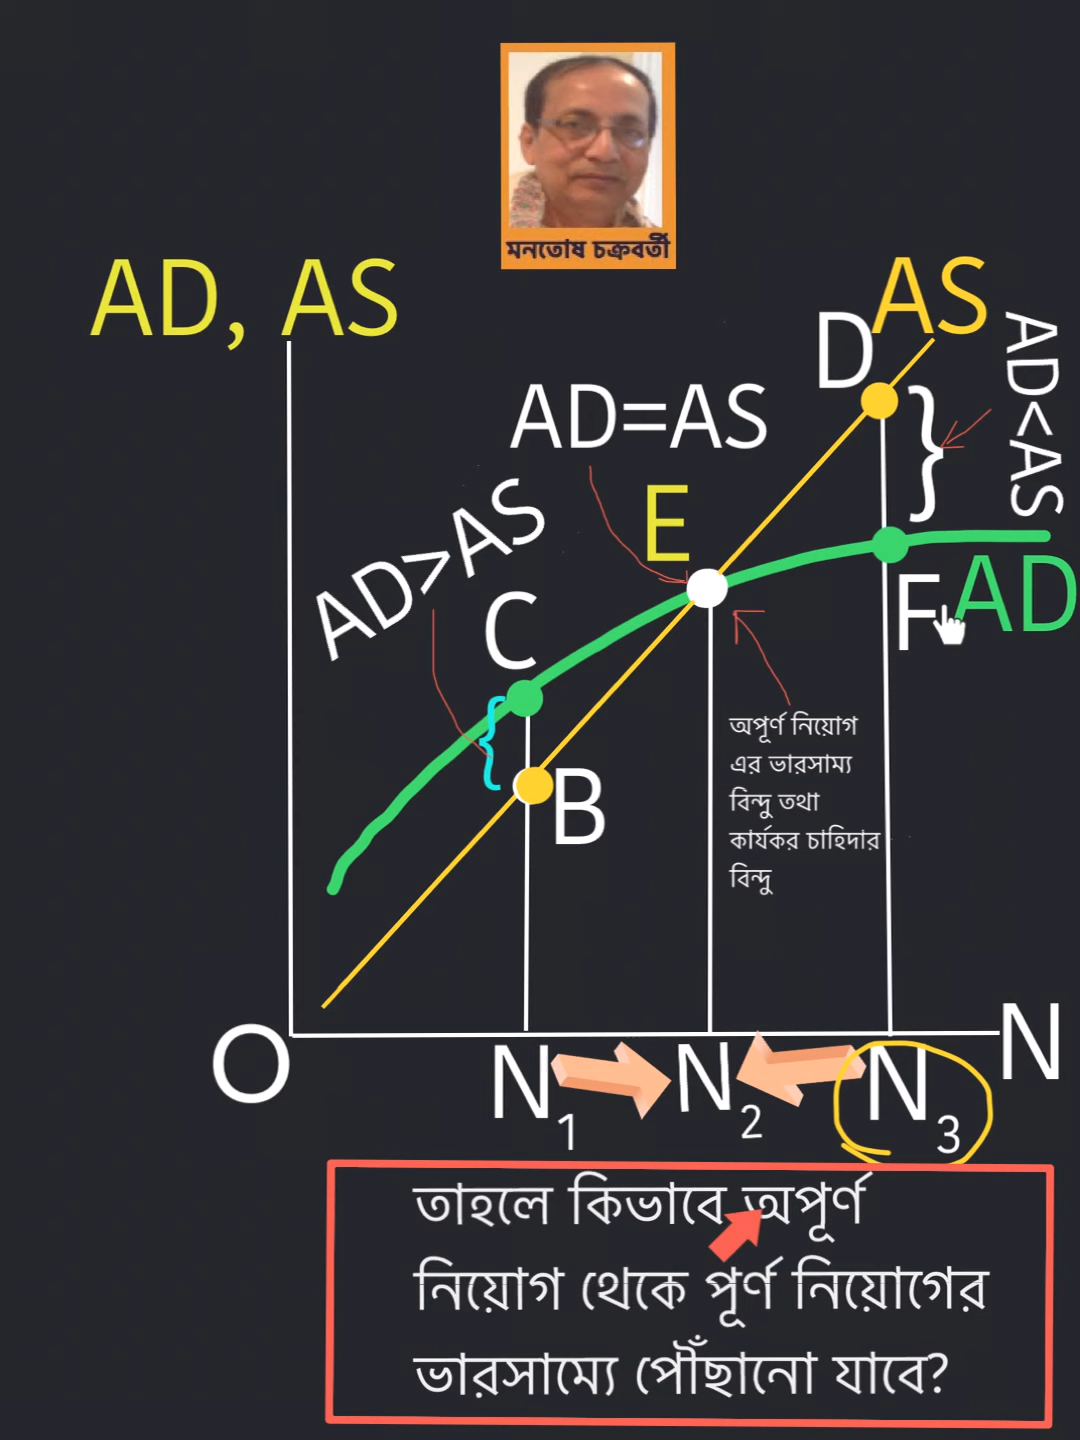 মনতোষ চক্রবর্তী
AD, AS
AS
D
AD<AS
AD=AS
E
AD>AS
C
F
AD
B
অপূর্ণ নিয়োগ
এর ভারসাম্য
বিন্দু তথা
কার্যকর চাহিদার
বিন্দু
O
N1
N2
N3
N
তাহলে কিভাবে অপূর্ণ
নিয়োগ থেকে পূর্ণ নিয়োগের
ভারসাম্যে পৌঁছানো যাবে?